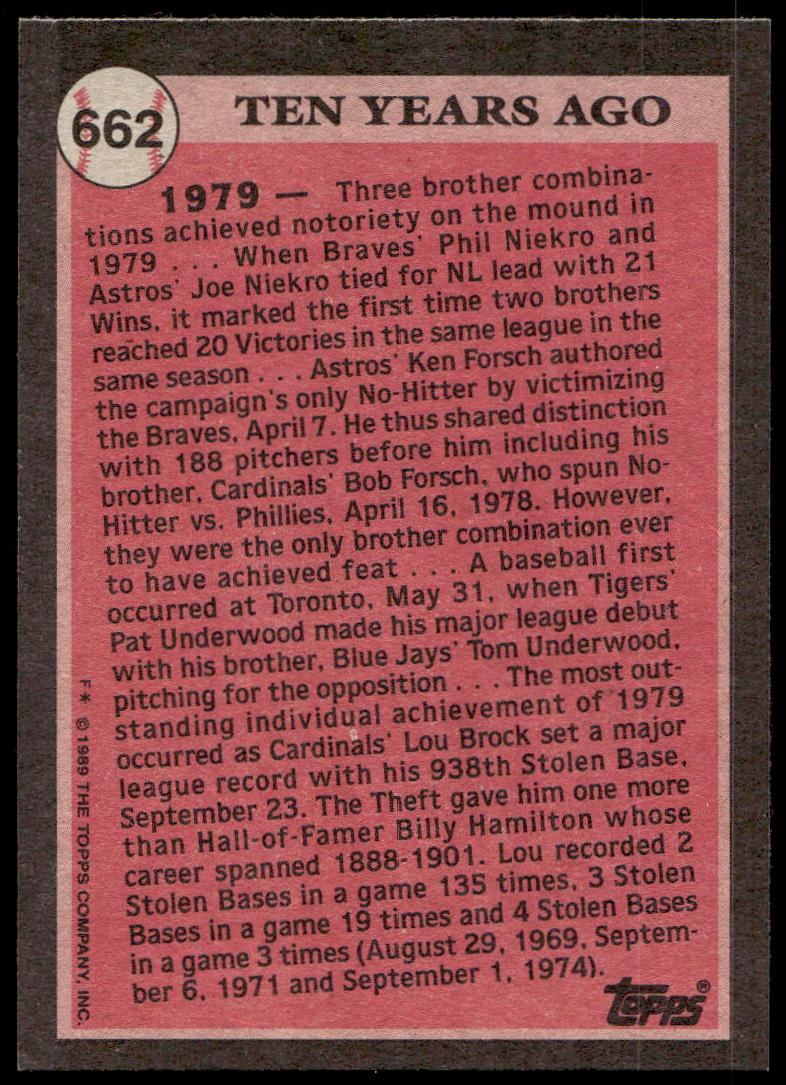 662
TEN YEARS AGO
1979 — Three brother combina-
tions achieved notoriety on the mound in
1979 . . . When Braves' Phil Niekro and
Astros' Joe Niekro tied for NL lead with 21
Wins, it marked the first time two brothers
reached 20 Victories in the same league in the
same season . . . Astros' Ken Forsch authored
the campaign's only No-Hitter by victimizing
the Braves, April 7. He thus shared distinction
with 188 pitchers before him including his
brother, Cardinals' Bob Forsch, who spun No-
Hitter vs. Phillies, April 16, 1978. However,
they were the only brother combination ever
to have achieved feat . . . A baseball first
occurred at Toronto, May 31, when Tigers'
Pat Underwood made his major league debut
with his brother, Blue Jays' Tom Underwood,
pitching for the opposition . . . The most out-
standing individual achievement of 1979
occurred as Cardinals' Lou Brock set a major
league record with his 938th Stolen Base,
September 23. The Theft gave him one more
than Hall-of-Famer Billy Hamilton whose
career spanned 1888-1901. Lou recorded 2
Stolen Bases in a game 135 times, 3 Stolen
Bases in a game 19 times and 4 Stolen Bases
in a game 3 times (August 29, 1969, Septem-
ber 6, 1971 and September 1, 1974).
F* © 1989 THE TOPPS COMPANY, INC.
TOPPS®